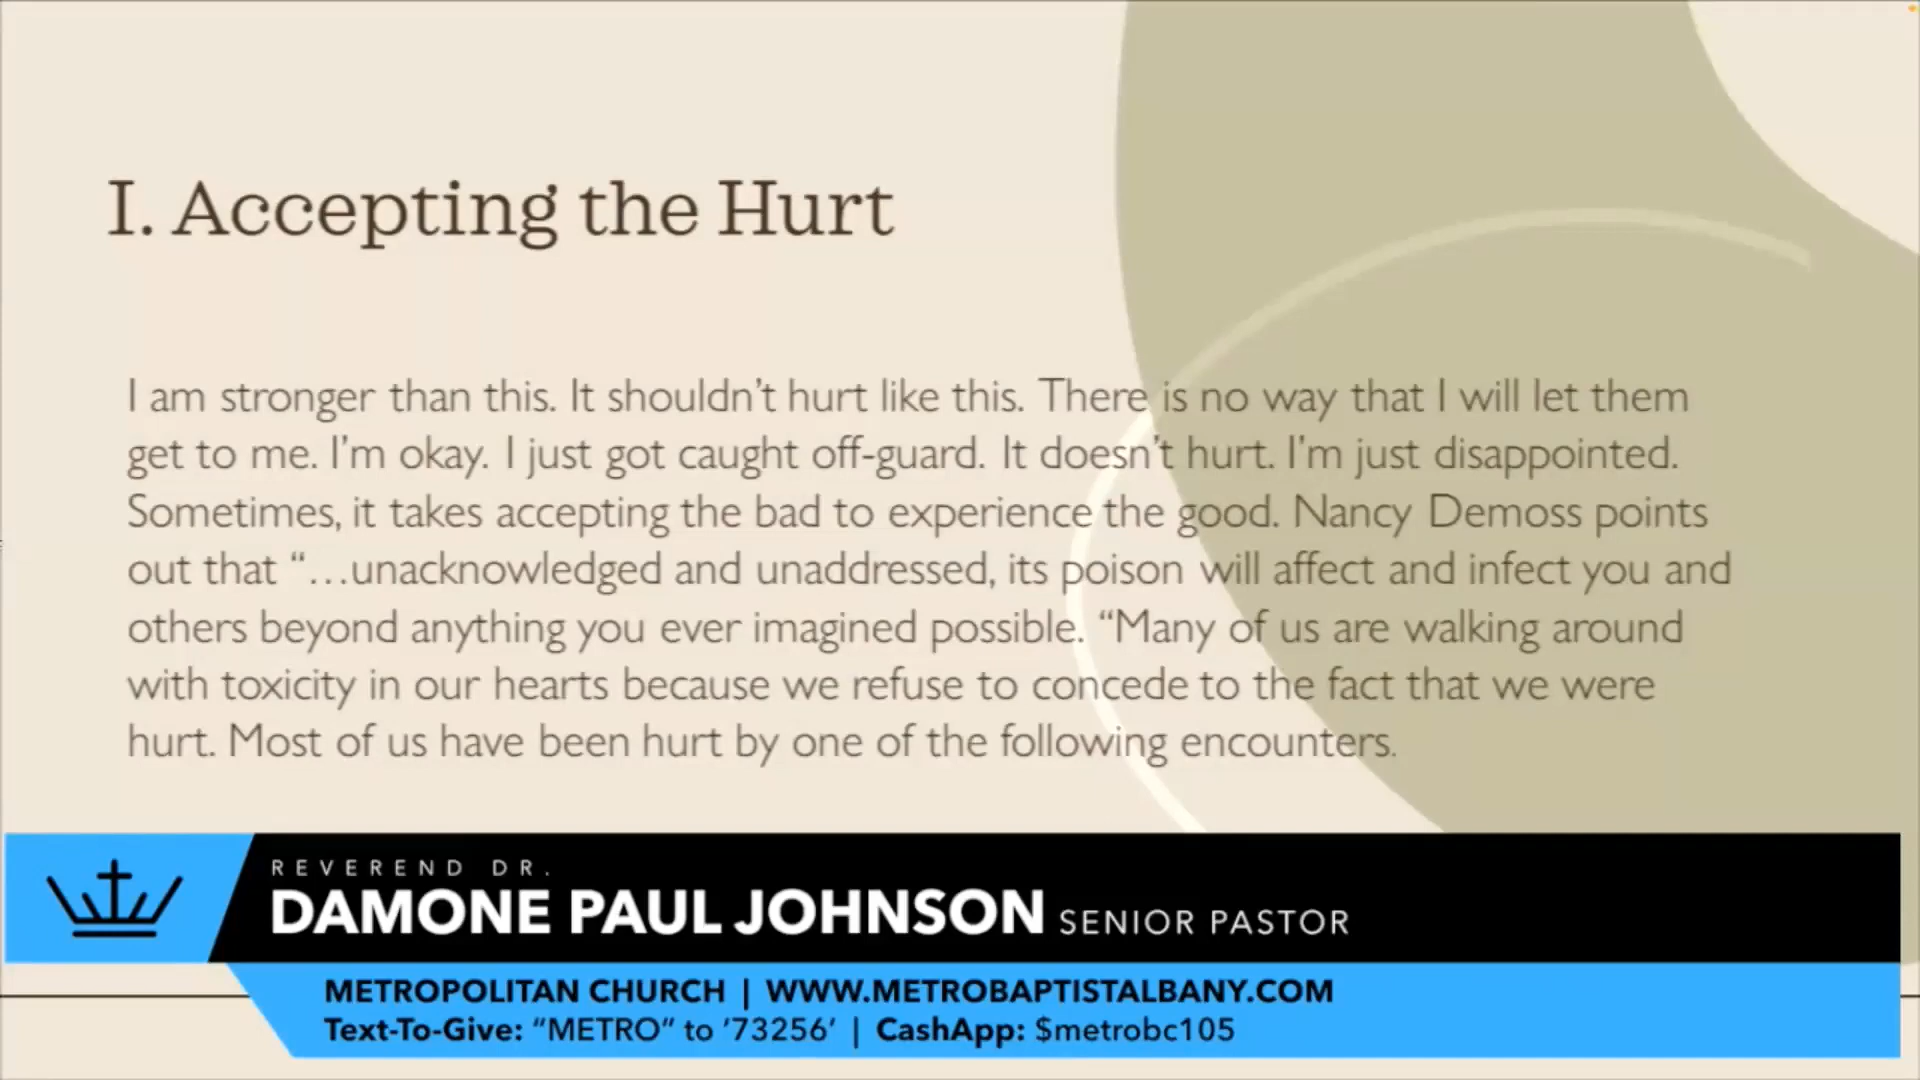 I. Accepting the Hurt
I am stronger than this. It shouldn’t hurt like this. There is no way that I will let them
get to me. I’m okay. I just got caught off-guard. It doesn’t hurt. I’m just disappointed.
Sometimes, it takes accepting the bad to experience the good. Nancy Demoss points
out that “…unacknowledged and unaddressed, its poison will affect and infect you and
others beyond anything you ever imagined possible. “Many of us are walking around
with toxicity in our hearts because we refuse to concede to the fact that we were
hurt. Most of us have been hurt by one of the following encounters.
REVEREND DR.
DAMONE PAUL JOHNSON SENIOR PASTOR
METROPOLITAN CHURCH | WWW.METROBAPTISTALBANY.COM
Text-To-Give: “METRO” to ‘73256’ | CashApp: $metrobc105